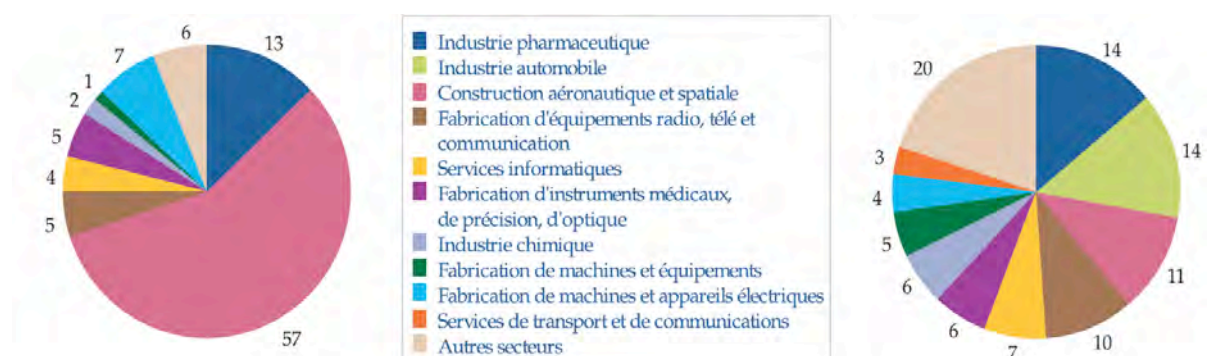 6
13
7
1
2
5
4
5
57
Industrie pharmaceutique
Industrie automobile
Construction aéronautique et spatiale
Fabrication d'équipements radio, télé et
communication
Services informatiques
Fabrication d'instruments médicaux,
de précision, d'optique
Industrie chimique
Fabrication de machines et équipements
Fabrication de machines et appareils électriques
Services de transport et de communications
Autres secteurs
14
20
14
3
4
5
11
6
6
10
7